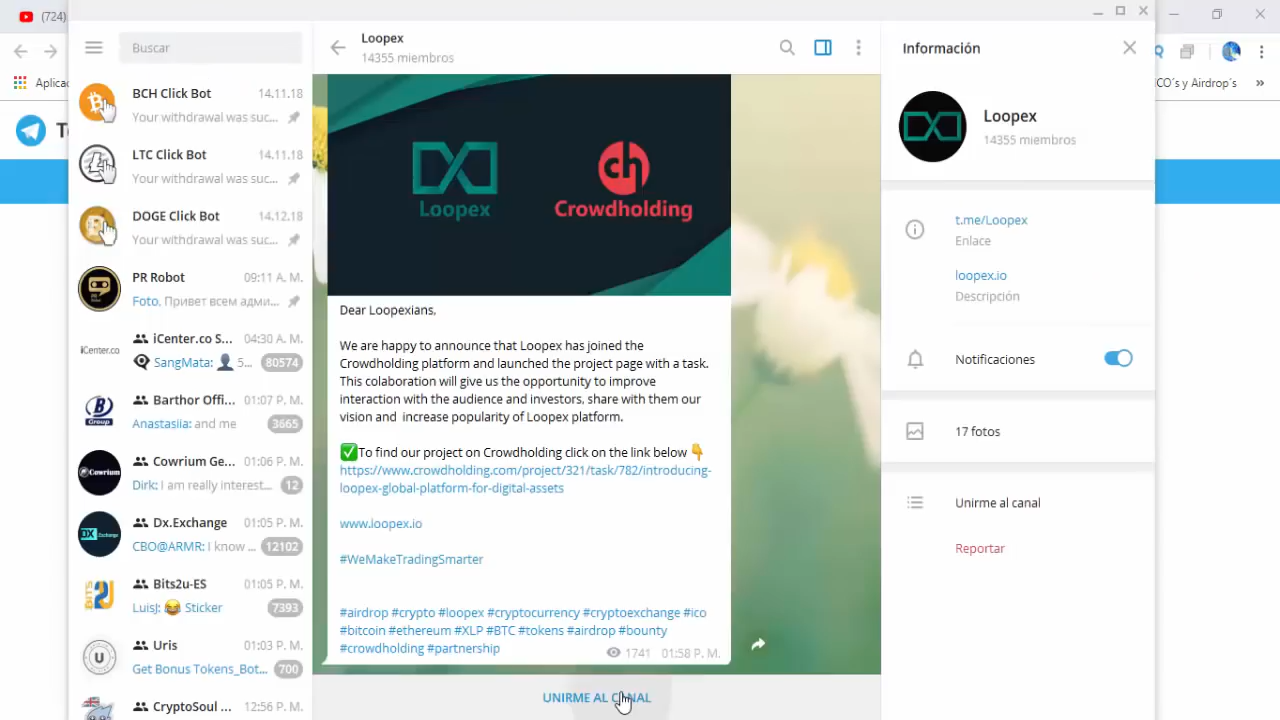 (724)
Aplicac
CO´s y Airdrop´s
»
Buscar
BCH Click Bot 14.11.18
Your withdrawal was suc...
LTC Click Bot 14.11.18
Your withdrawal was suc...
DOGE Click Bot 14.12.18
Your withdrawal was suc...
PR Robot 09:11 A. M.
Foto, Привет всем адми...
iCenter.co S... 04:30 A. M.
iCenter.co
SangMata: 👤 5... 80574
Barthor Offi... 01:07 P. M.
Anastasiia: and me 3665
GROUP
Cowrium Ge... 01:06 P. M.
Cowrium
Dirk: I am really interest... 12
Dx.Exchange 01:05 P. M.
CBO@ARMR: I know ... 12102
Bits2u-ES 01:05 P. M.
LuisJ: 😂 Sticker 7393
Uris 01:03 P. M.
U
Get Bonus Tokens_Bot... 700
CryptoSoul ... 12:56 P. M.
Loopex
14355 miembros
Loopex
ch
Crowdholding
Dear Loopexians,
We are happy to announce that Loopex has joined the
Crowdholding platform and launched the project page with a task.
This colaboration will give us the opportunity to improve
interaction with the audience and investors, share with them our
vision and increase popularity of Loopex platform.
✅To find our project on Crowdholding click on the link below 👇
https://www.crowdholding.com/project/321/task/782/introducing-
loopex-global-platform-for-digital-assets
www.loopex.io
#WeMakeTradingSmarter
#airdrop #crypto #loopex #cryptocurrency #cryptoexchange #ico
#bitcoin #ethereum #XLP #BTC #tokens #airdrop #bounty
#crowdholding #partnership
1741 01:58 P. M.
UNIRME AL CANAL
Información
Loopex
14355 miembros
t.me/Loopex
Enlace
loopex.io
Descripción
Notificaciones
17 fotos
Unirme al canal
Reportar